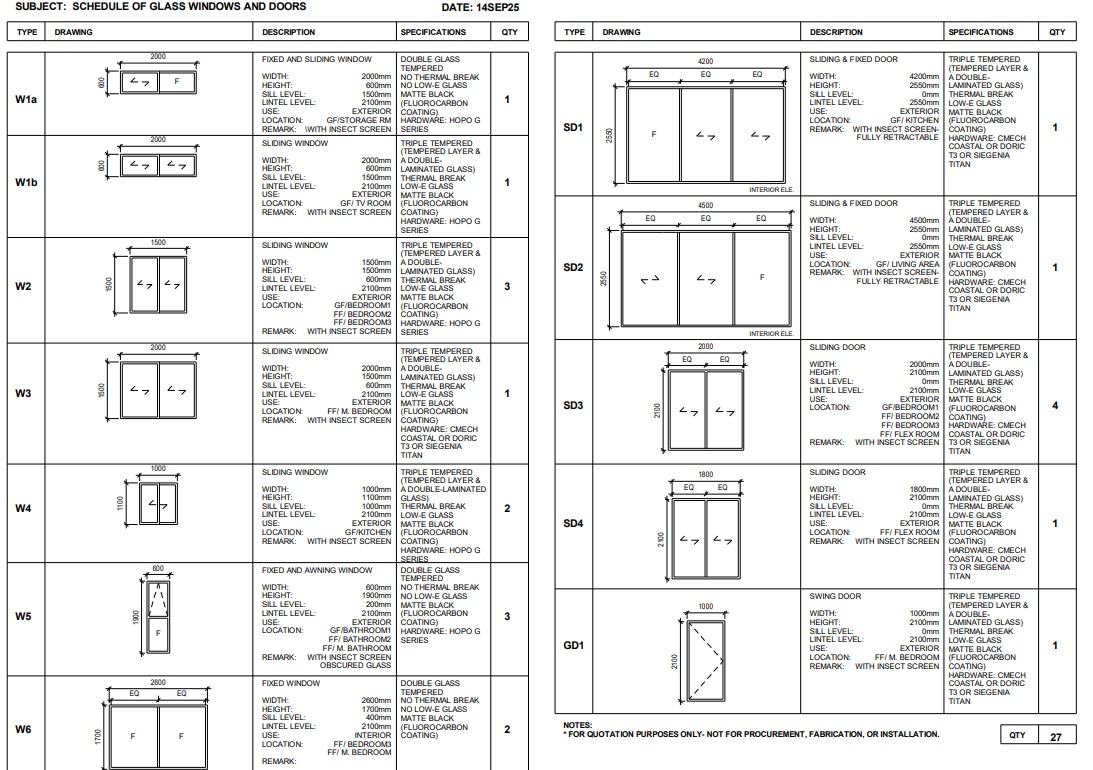 SUBJECT: SCHEDULE OF GLASS WINDOWS AND DOORS
DATE: 14SEP25
TYPE DRAWING DESCRIPTION SPECIFICATIONS QTY
W1a
2000
600
F
FIXED AND SLIDING WINDOW
WIDTH: 2000mm
HEIGHT: 600mm
SILL LEVEL: 1500mm
LINTEL LEVEL: 2100mm
USE: EXTERIOR
LOCATION: GF/STORAGE RM
REMARK: \WITH INSECT SCREEN
DOUBLE GLASS
TEMPERED
NO THERMAL BREAK
NO LOW-E GLASS
MATTE BLACK
(FLUOROCARBON
COATING)
HARDWARE: HOPO G
SERIES
1
W1b
2000
600
SLIDING WINDOW
WIDTH: 2000mm
HEIGHT: 600mm
SILL LEVEL: 1500mm
LINTEL LEVEL: 2100mm
USE: EXTERIOR
LOCATION: GF/ TV ROOM
REMARK: WITH INSECT SCREEN
TRIPLE TEMPERED
(TEMPERED LAYER &
A DOUBLE-
LAMINATED GLASS)
THERMAL BREAK
LOW-E GLASS
MATTE BLACK
(FLUOROCARBON
COATING)
HARDWARE: HOPO G
SERIES
1
W2
1500
1500
SLIDING WINDOW
WIDTH: 1500mm
HEIGHT: 1500mm
SILL LEVEL: 600mm
LINTEL LEVEL: 2100mm
USE: EXTERIOR
LOCATION: GF/BEDROOM1
FF/ BEDROOM2
FF/ BEDROOM3
REMARK: WITH INSECT SCREEN
TRIPLE TEMPERED
(TEMPERED LAYER &
A DOUBLE-
LAMINATED GLASS)
THERMAL BREAK
LOW-E GLASS
MATTE BLACK
(FLUOROCARBON
COATING)
HARDWARE: HOPO G
SERIES
3
W3
2000
1500
SLIDING WINDOW
WIDTH: 2000mm
HEIGHT: 1500mm
SILL LEVEL: 600mm
LINTEL LEVEL: 2100mm
USE: EXTERIOR
LOCATION: FF/ M. BEDROOM
REMARK: WITH INSECT SCREEN
TRIPLE TEMPERED
(TEMPERED LAYER &
A DOUBLE-
LAMINATED GLASS)
THERMAL BREAK
LOW-E GLASS
MATTE BLACK
(FLUOROCARBON
COATING)
HARDWARE: CMECH
COASTAL OR DORIC
T3 OR SIEGENIA
TITAN
1
W4
1000
1100
SLIDING WINDOW
WIDTH: 1000mm
HEIGHT: 1100mm
SILL LEVEL: 1000mm
LINTEL LEVEL: 2100mm
USE: EXTERIOR
LOCATION: GF/KITCHEN
REMARK: WITH INSECT SCREEN
TRIPLE TEMPERED
(TEMPERED LAYER &
A DOUBLE-LAMINATED
GLASS)
THERMAL BREAK
LOW-E GLASS
MATTE BLACK
(FLUOROCARBON
COATING)
HARDWARE: HOPO G
SERIES
2
W5
600
1900
F
FIXED AND AWNING WINDOW
WIDTH: 600mm
HEIGHT: 1900mm
SILL LEVEL: 200mm
LINTEL LEVEL: 2100mm
USE: EXTERIOR
LOCATION: GF/BATHROOM1
FF/ BATHROOM2
FF/ M. BATHROOM
REMARK: WITH INSECT SCREEN
OBSCURED GLASS
DOUBLE GLASS
TEMPERED
NO THERMAL BREAK
NO LOW-E GLASS
MATTE BLACK
(FLUOROCARBON
COATING)
HARDWARE: HOPO G
SERIES
3
W6
2600
EQ EQ
1700
F F
FIXED WINDOW
WIDTH: 2600mm
HEIGHT: 1700mm
SILL LEVEL: 400mm
LINTEL LEVEL: 2100mm
USE: INTERIOR
LOCATION: FF/ BEDROOM3
FF/ M. BEDROOM
REMARK:
DOUBLE GLASS
TEMPERED
NO THERMAL BREAK
NO LOW-E GLASS
MATTE BLACK
(FLUOROCARBON
COATING)
2
TYPE DRAWING DESCRIPTION SPECIFICATIONS QTY
SD1
4200
EQ EQ EQ
2550
F
INTERIOR ELE.
SLIDING & FIXED DOOR
WIDTH: 4200mm
HEIGHT: 2550mm
SILL LEVEL: 0mm
LINTEL LEVEL: 2550mm
USE: EXTERIOR
LOCATION: GF/ KITCHEN
REMARK: WITH INSECT SCREEN-
FULLY RETRACTABLE
TRIPLE TEMPERED
(TEMPERED LAYER &
A DOUBLE-
LAMINATED GLASS)
THERMAL BREAK
LOW-E GLASS
MATTE BLACK
(FLUOROCARBON
COATING)
HARDWARE: CMECH
COASTAL OR DORIC
T3 OR SIEGENIA
TITAN
1
SD2
4500
EQ EQ EQ
2550
F
INTERIOR ELE.
SLIDING & FIXED DOOR
WIDTH: 4500mm
HEIGHT: 2550mm
SILL LEVEL: 0mm
LINTEL LEVEL: 2550mm
USE: EXTERIOR
LOCATION: GF/ LIVING AREA
REMARK: WITH INSECT SCREEN-
FULLY RETRACTABLE
TRIPLE TEMPERED
(TEMPERED LAYER &
A DOUBLE-
LAMINATED GLASS)
THERMAL BREAK
LOW-E GLASS
MATTE BLACK
(FLUOROCARBON
COATING)
HARDWARE: CMECH
COASTAL OR DORIC
T3 OR SIEGENIA
TITAN
1
SD3
2000
EQ EQ
2100
SLIDING DOOR
WIDTH: 2000mm
HEIGHT: 2100mm
SILL LEVEL: 0mm
LINTEL LEVEL: 2100mm
USE: EXTERIOR
LOCATION: GF/BEDROOM1
FF/ BEDROOM2
FF/ BEDROOM3
FF/ FLEX ROOM
REMARK: WITH INSECT SCREEN
TRIPLE TEMPERED
(TEMPERED LAYER &
A DOUBLE-
LAMINATED GLASS)
THERMAL BREAK
LOW-E GLASS
MATTE BLACK
(FLUOROCARBON
COATING)
HARDWARE: CMECH
COASTAL OR DORIC
T3 OR SIEGENIA
TITAN
4
SD4
1800
EQ EQ
2100
SLIDING DOOR
WIDTH: 1800mm
HEIGHT: 2100mm
SILL LEVEL: 0mm
LINTEL LEVEL: 2100mm
USE: EXTERIOR
LOCATION: FF/ FLEX ROOM
REMARK: WITH INSECT SCREEN
TRIPLE TEMPERED
(TEMPERED LAYER &
A DOUBLE-
LAMINATED GLASS)
THERMAL BREAK
LOW-E GLASS
MATTE BLACK
(FLUOROCARBON
COATING)
HARDWARE: CMECH
COASTAL OR DORIC
T3 OR SIEGENIA
TITAN
1
GD1
1000
2100
SWING DOOR
WIDTH: 1000mm
HEIGHT: 2100mm
SILL LEVEL: 0mm
LINTEL LEVEL: 2100mm
USE: EXTERIOR
LOCATION: FF/ M. BEDROOM
REMARK: WITH INSECT SCREEN
TRIPLE TEMPERED
(TEMPERED LAYER &
A DOUBLE-
LAMINATED GLASS)
THERMAL BREAK
LOW-E GLASS
MATTE BLACK
(FLUOROCARBON
COATING)
HARDWARE: CMECH
COASTAL OR DORIC
T3 OR SIEGENIA
TITAN
1
NOTES:
* FOR QUOTATION PURPOSES ONLY- NOT FOR PROCUREMENT, FABRICATION, OR INSTALLATION.
QTY 27